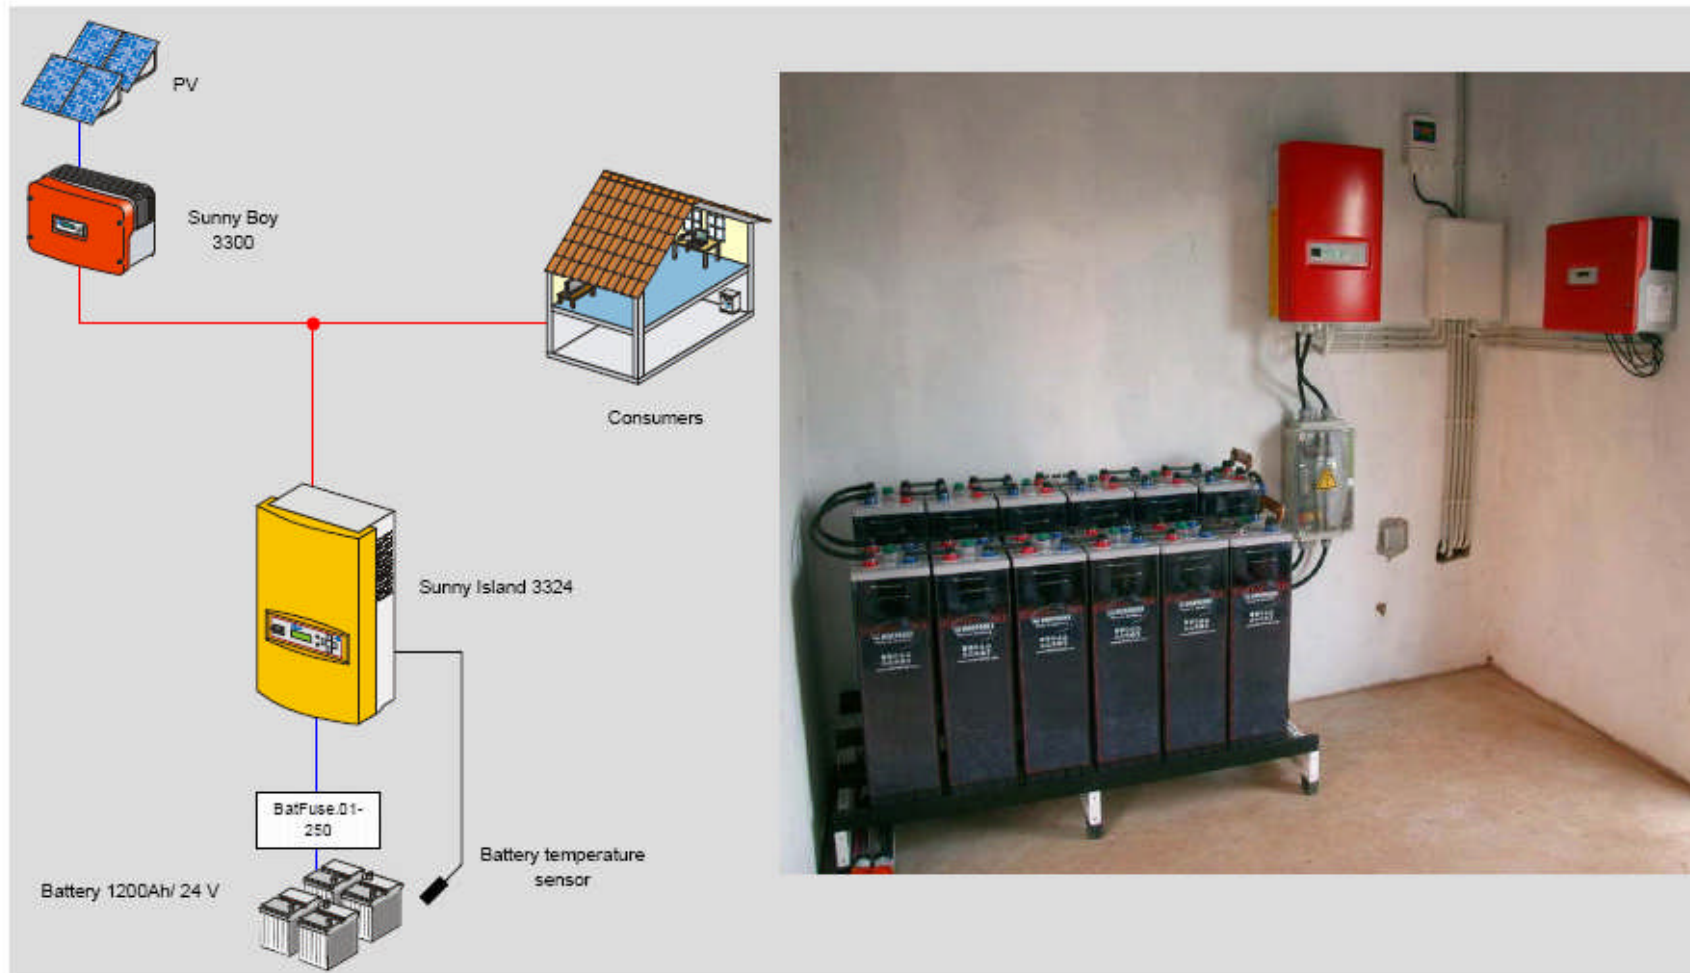 PV
Sunny Boy
3300
Consumers
Sunny Island 3324
BatFuse.01-
250
Battery temperature
sensor
Battery 1200Ah/ 24 V